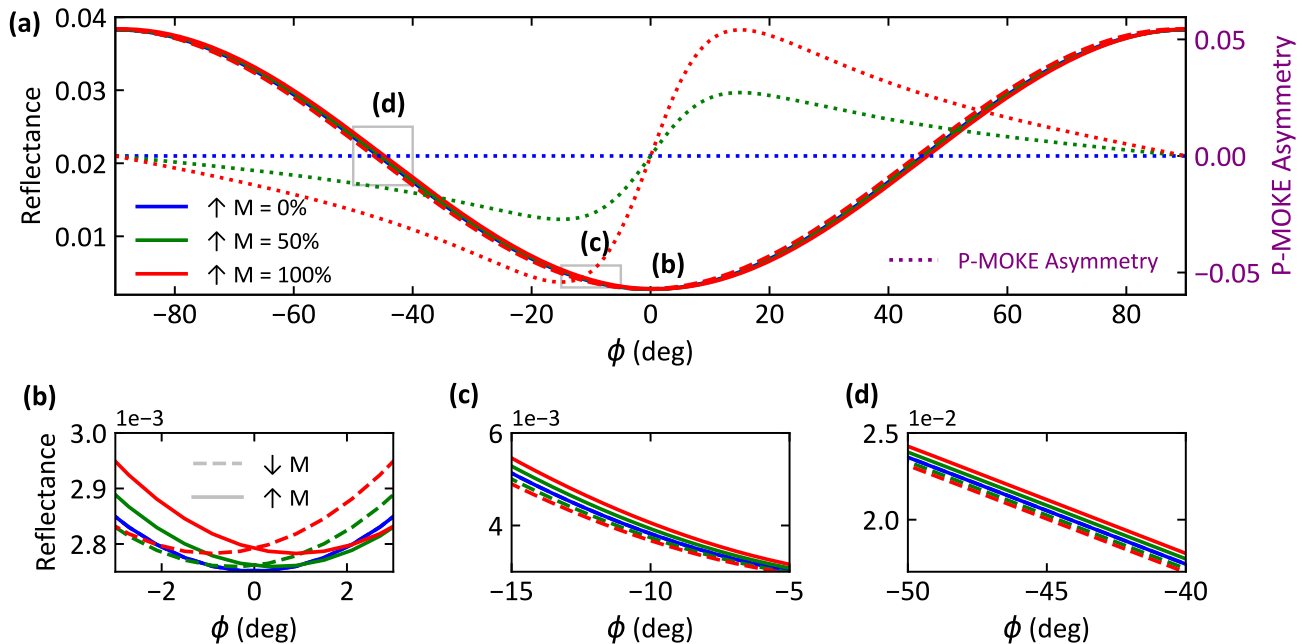 (a)
0.04
0.03
0.02
0.01
Reflectance
0.05
0.00
−0.05
P-MOKE Asymmetry
(d)
(c)
(b)
↑ M = 0%
↑ M = 50%
↑ M = 100%
P-MOKE Asymmetry
−80 −60 −40 −20 0 20 40 60 80
ϕ (deg)
(b)
1e−3
3.0
2.9
2.8
Reflectance
↓ M
↑ M
−2 0 2
ϕ (deg)
(c)
1e−3
6
4
−15 −10 −5
ϕ (deg)
(d)
1e−2
2.5
2.0
−50 −45 −40
ϕ (deg)